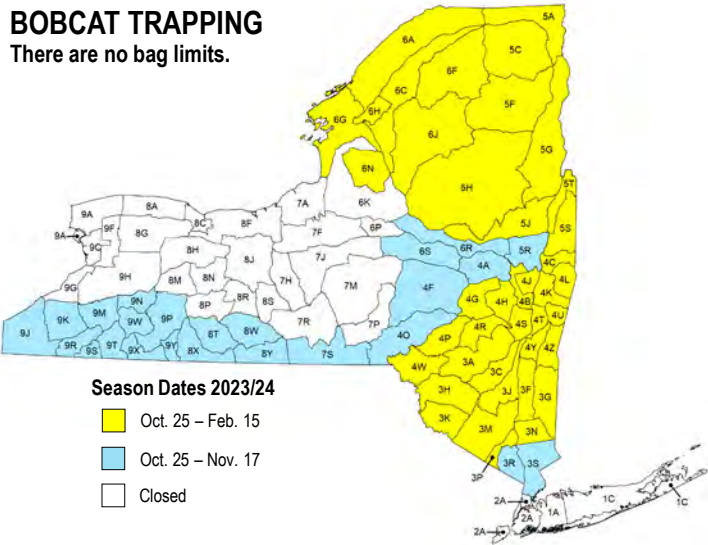 BOBCAT TRAPPING
There are no bag limits.
5A
6A
5C
6F
6C
5F
6H
6G
6J
5G
6N
5H
5T
7A
6K
8A
9A
8C
8F
9F
8G
7F
6P
5J
5S
9A
9C
8H
8J
7J
6S
6R
5R
4A
4C
9H
8M
8N
7H
7M
4F
4J
4L
9G
8R
8S
4G
4H
4B
4K
9N
8P
9K
9M
9W
9P
7R
7P
4S
4T
4U
9J
8T
8W
4O
4P
4R
4Y
4Z
9R
9S
9T
9X
9Y
8X
8Y
7S
4W
3A
3C
3H
3J
3F
3G
3K
3M
3N
3P
3R
3S
2A
2A
2A
1A
1C
1C
Season Dates 2023/24
Oct. 25 – Feb. 15
Oct. 25 – Nov. 17
Closed